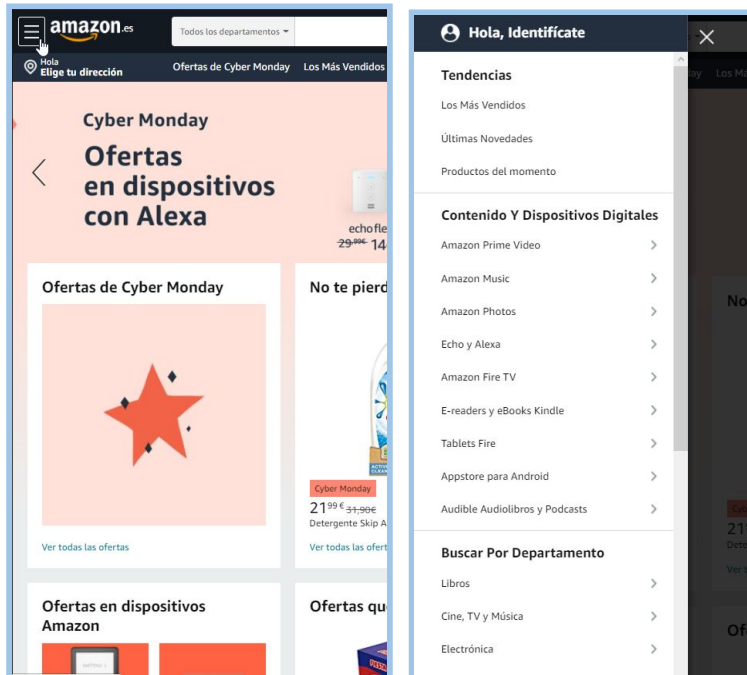 amazon.es
Todos los departamentos
Hola
Elige tu dirección
Ofertas de Cyber Monday Los Más Vendidos
Cyber Monday
Ofertas
en dispositivos
con Alexa
29,99€
Ofertas de Cyber Monday
No te
Cyber Monday
21⁹⁹ € 31,90€
Detergente Skip
Ver todas las ofertas
Ver todas las
Ofertas en dispositivos
Amazon
Ofertas
Hola, Identifícate
Tendencias
Los Más Vendidos
Últimas Novedades
Productos del momento
Contenido Y Dispositivos Digitales
Amazon Prime Video
Amazon Music
Amazon Photos
Echo y Alexa
Amazon Fire TV
E-readers y eBooks Kindle
Tablets Fire
Appstore para Android
Audible Audiolibros y Podcasts
Buscar Por Departamento
Libros
Cine, TV y Música
Electrónica